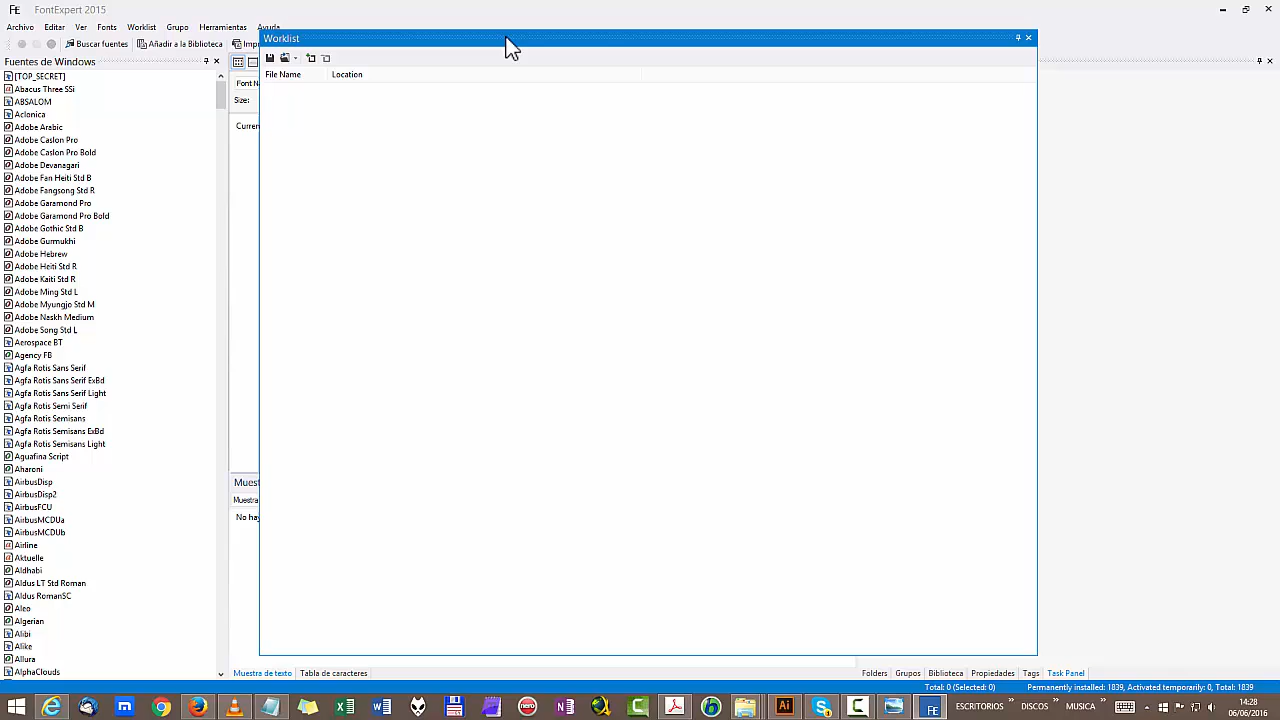 FontExpert 2015
Archivo Editar Ver Fonts Worklist Grupo Herramientas Ayuda
Buscar fuentes Añadir a la Biblioteca
Fuentes de Windows
[TOP_SECRET]
Abacus Three SSi
ABSALOM
Aclonica
Adobe Arabic
Adobe Caslon Pro
Adobe Caslon Pro Bold
Adobe Devanagari
Adobe Fan Heiti Std B
Adobe Fangsong Std R
Adobe Garamond Pro
Adobe Garamond Pro Bold
Adobe Gothic Std B
Adobe Gurmukhi
Adobe Hebrew
Adobe Heiti Std R
Adobe Kaiti Std R
Adobe Ming Std L
Adobe Myungjo Std M
Adobe Naskh Medium
Adobe Song Std L
Aerospace BT
Agency FB
Agfa Rotis Sans Serif
Agfa Rotis Sans Serif ExBd
Agfa Rotis Sans Serif Light
Agfa Rotis Semi Serif
Agfa Rotis Semisans
Agfa Rotis Semisans ExBd
Agfa Rotis Semisans Light
Aguafina Script
Aharoni
AirbusDisp
AirbusDisp2
AirbusFCU
AirbusMCDUa
AirbusMCDUb
Airline
Aktuelle
Aldhabi
Aldus LT Std Roman
Aldus RomanSC
Aleo
Algerian
Alibi
Alike
Allura
AlphaClouds
Font N
Size:
Curren
Muest
Muestra
No hay
Worklist
File Name Location
Muestra de texto Tabla de caracteres
Folders Grupos Biblioteca Propiedades Tags Task Panel
Total: 0 (Selected: 0) Permanently installed: 1839, Activated temporarily: 0, Total: 1839
ESCRITORIOS » DISCOS » MUSICA »
14:28
06/06/2016